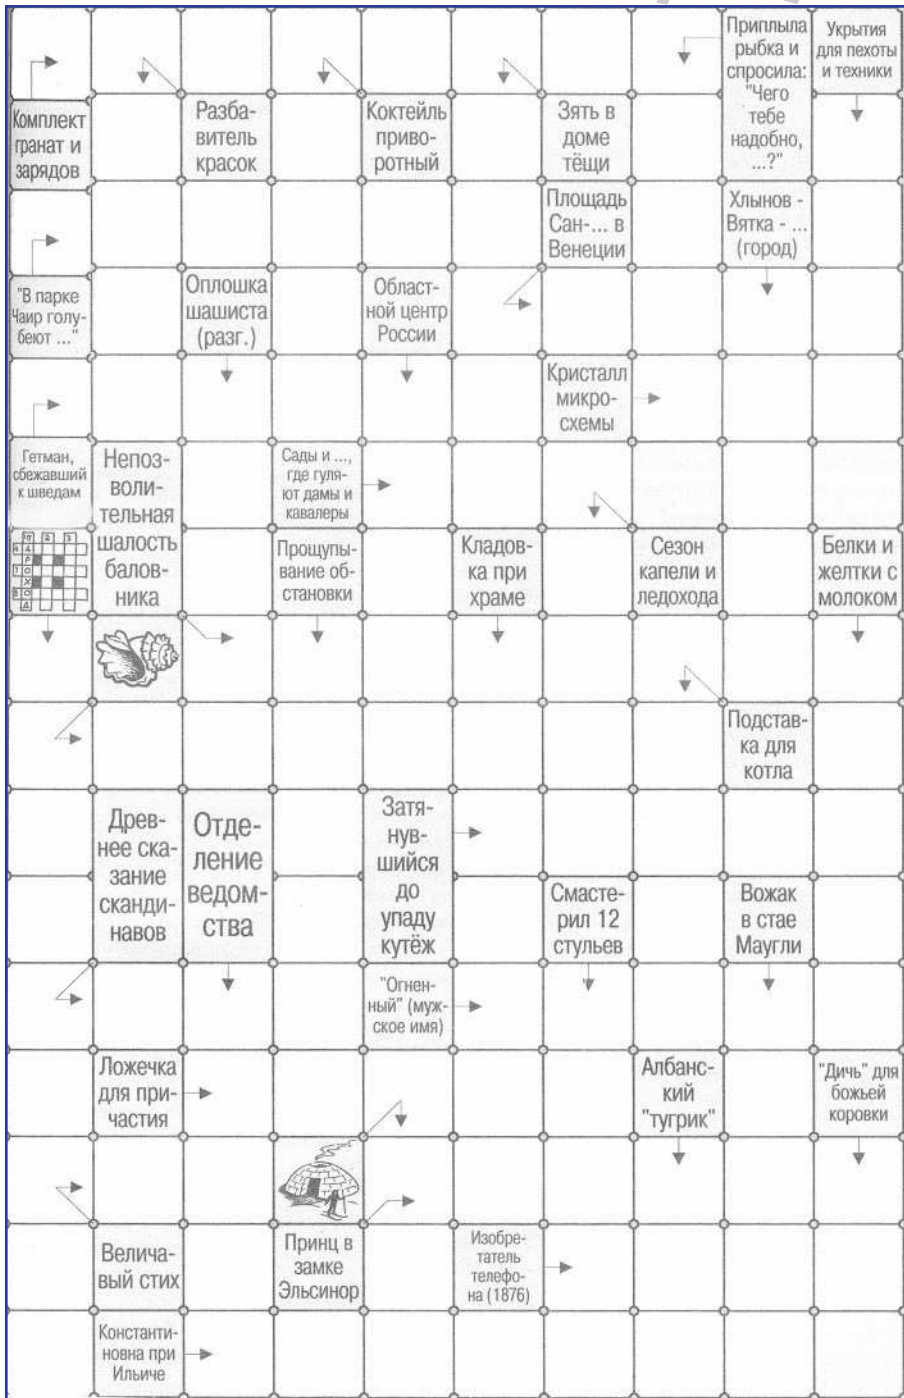 Приплыла
рыбка и
спросила:
"Чего
тебе
надобно,
...?"
Укрытия
для пехоты
и техники
Комплект
гранат и
зарядов
Разба-
витель
красок
Коктейль
приво-
ротный
Зять в
доме
тёщи
Площадь
Сан-... в
Венеции
Хлынов -
Вятка - ...
(город)
"В парке
Чаир голу-
беют ..."
Оплошка
шашиста
(разг.)
Област-
ной центр
России
Кристалл
микро-
схемы
Гетман,
сбежавший
к шведам
Непоз-
волі-
тельная
шалость
балов-
ника
Сады и ...,
где гуля-
ют дамы и
кавалеры
Прощупы-
вание об-
становки
Кладов-
ка при
храме
Сезон
капели и
ледохода
Белки и
желтки с
молоком
Подстав-
ка для
котла
Древ-
нее ска-
зание
сканди-
навов
Отде-
ление
ведом-
ства
Затя-
нув-
шийся
до
упаду
кутёж
Смасте-
рил 12
стульев
Вожак
в стае
Маугли
"Огнен-
ный" (муж-
ское имя)
Ложечка
для при-
частия
Албанс-
кий
"тугрик"
"Дичь" для
божьей
коровки
Велича-
вый стих
Принц в
замке
Эльсинор
Изобре-
татель
телефо-
на (1876)
Константи-
новна при
Ильиче